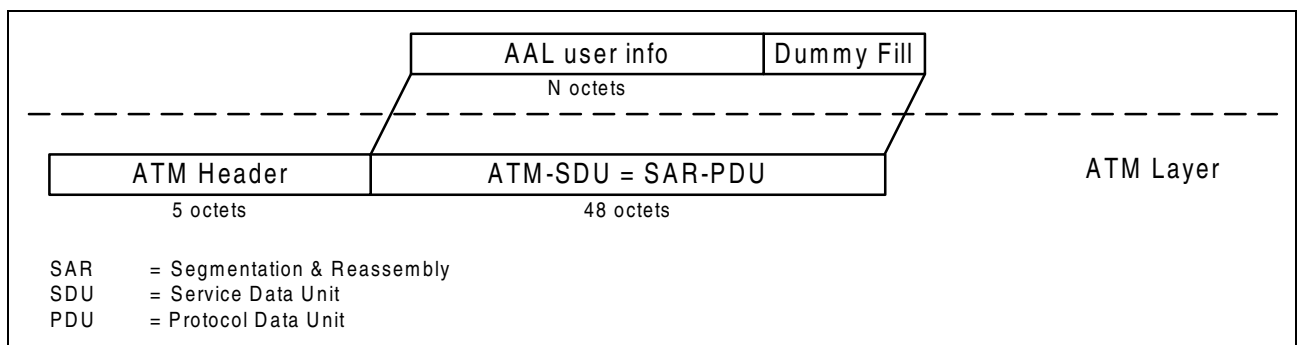 AAL user info Dummy Fill
N octets
ATM Header ATM-SDU = SAR-PDU ATM Layer
5 octets 48 octets
SAR = Segmentation & Reassembly
SDU = Service Data Unit
PDU = Protocol Data Unit